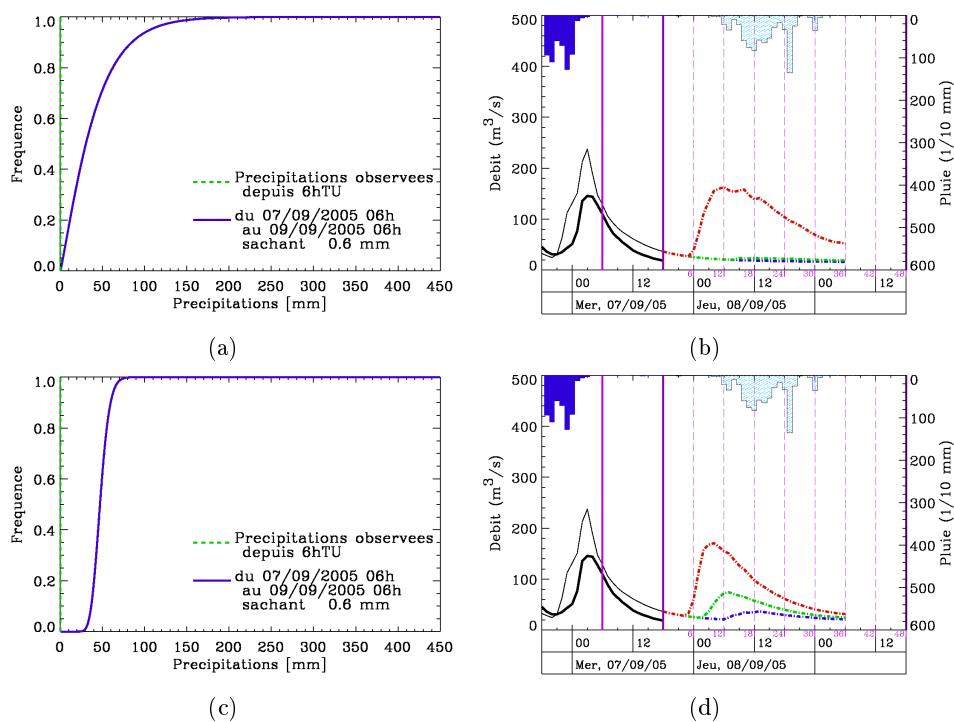 1.0
0.8
0.6
0.4
0.2
0.0
Frequence
Precipitations observees
depuis 6hTU
du 07/09/2005 06h
au 09/09/2005 06h
sachant 0.6 mm
0 50 100 150 200 250 300 350 400 450
Precipitations [mm]
(a)
500
400
300
200
100
0
Debit (m3/s)
0
100
200
300
400
500
600
Pluie (1/10 mm)
6 12 18 24 30 36 42 48
00 12 00 12 00 12
Mer, 07/09/05 Jeu, 08/09/05
(b)
1.0
0.8
0.6
0.4
0.2
0.0
Frequence
Precipitations observees
depuis 6hTU
du 07/09/2005 06h
au 09/09/2005 06h
sachant 0.6 mm
0 50 100 150 200 250 300 350 400 450
Precipitations [mm]
(c)
500
400
300
200
100
0
Debit (m3/s)
0
100
200
300
400
500
600
Pluie (1/10 mm)
6 12 18 24 30 36 42 48
00 12 00 12 00 12
Mer, 07/09/05 Jeu, 08/09/05
(d)